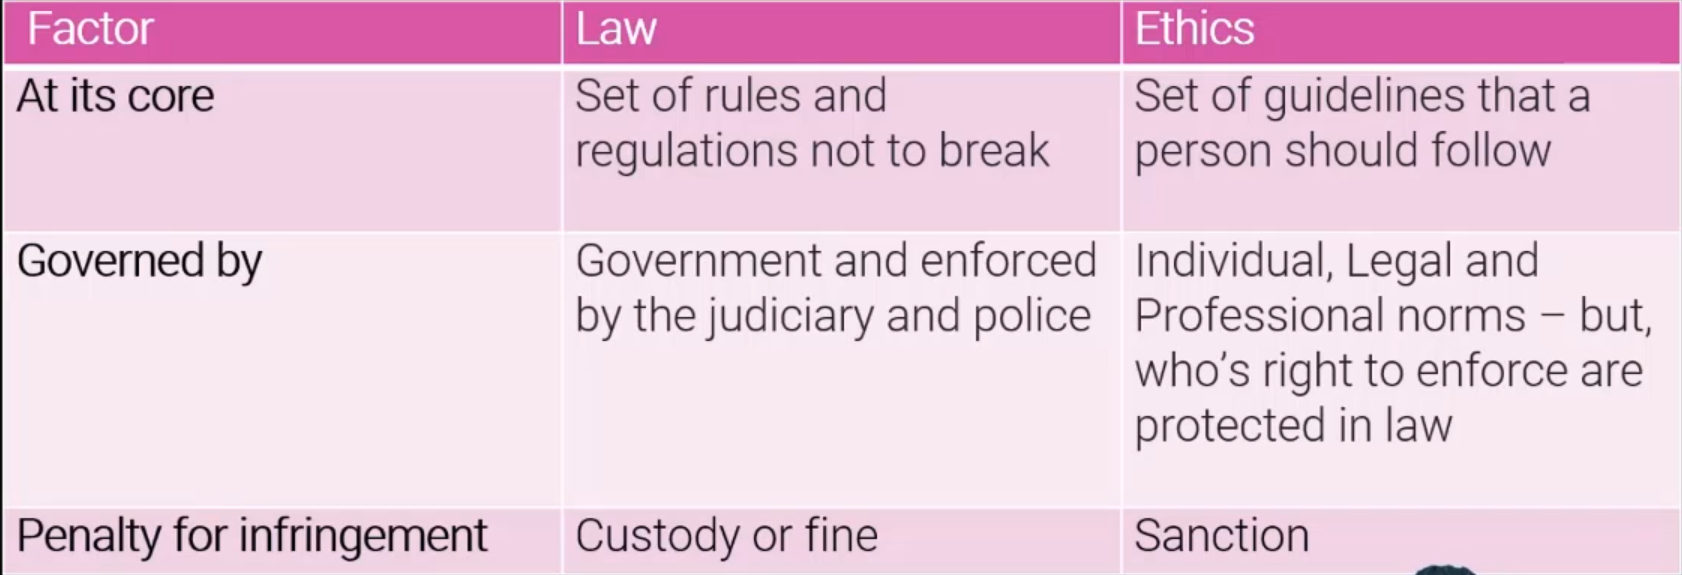 Factor
Law
Ethics
At its core
Set of rules and
regulations not to break
Set of guidelines that a
person should follow
Governed by
Government and enforced
by the judiciary and police
Individual, Legal and
Professional norms – but,
who’s right to enforce are
protected in law
Penalty for infringement
Custody or fine
Sanction